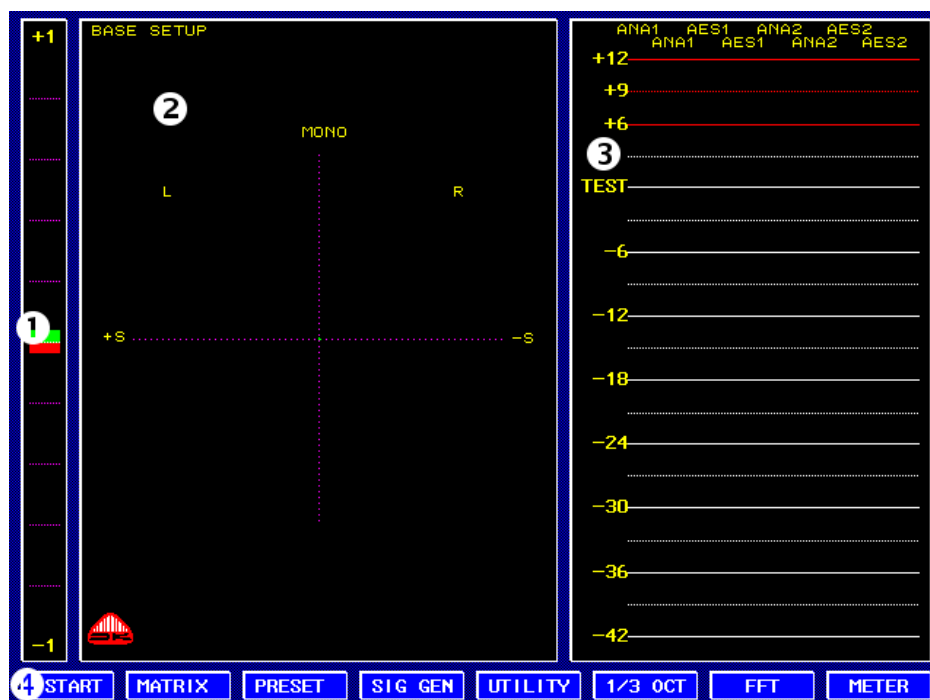 +1
1
-1
BASE SETUP
2
MONO
L
R
+S
-S
ANA1 AES1 ANA2 AES2
ANA1 AES1 ANA2 AES2
+12
+9
+6
3
TEST
-6
-12
-18
-24
-30
-36
-42
4 START MATRIX PRESET SIG GEN UTILITY 1/3 OCT FFT METER